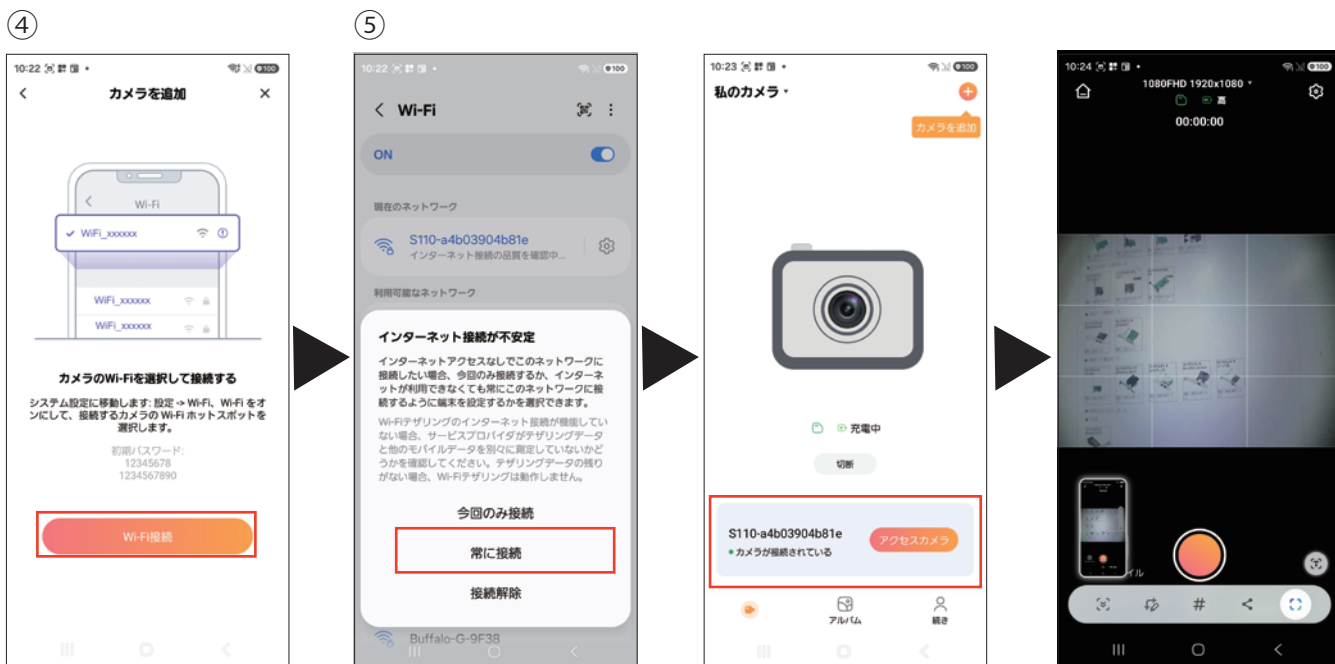 ④
10:22
100
カメラを追加
Wi-Fi
WiFi_xxxxxx
WiFi_xxxxxx
WiFi_xxxxxx
カメラのWi-Fiを選択して接続する
システム設定に移動します: 設定 -> Wi-Fi、Wi-Fi をオ
ンにして、接続するカメラの Wi-Fi ホットスポットを
選択します。
初期パスワード:
12345678
1234567890
Wi-Fi接続
⑤
10:22
100
Wi-Fi
ON
現在のネットワーク
S110-a4b03904b81e
インターネット接続の品質を確認中...
利用可能なネットワーク
インターネット接続が不安定
インターネットアクセスなしでこのネットワークに
接続したい場合、今回のみ接続するか、インターネ
ットが利用できなくても常にこのネットワークに接
続するように端末を設定するかを選択できます。
Wi-Fiテザリングのインターネット接続が機能してい
ない場合、サービスプロバイダがテザリングデータ
と他のモバイルデータを別々に測定していないかど
うかを確認してください。テザリングデータの残り
がない場合、Wi-Fiテザリングは動作しません。
今回のみ接続
常に接続
接続解除
Buffalo-G-9F38
10:23
100
私のカメラ
カメラを追加
充電中
切断
S110-a4b03904b81e
カメラが接続されている
アクセスカメラ
アルバム
続き
10:24
100
1080FHD 1920x1080
高
00:00:00
イル